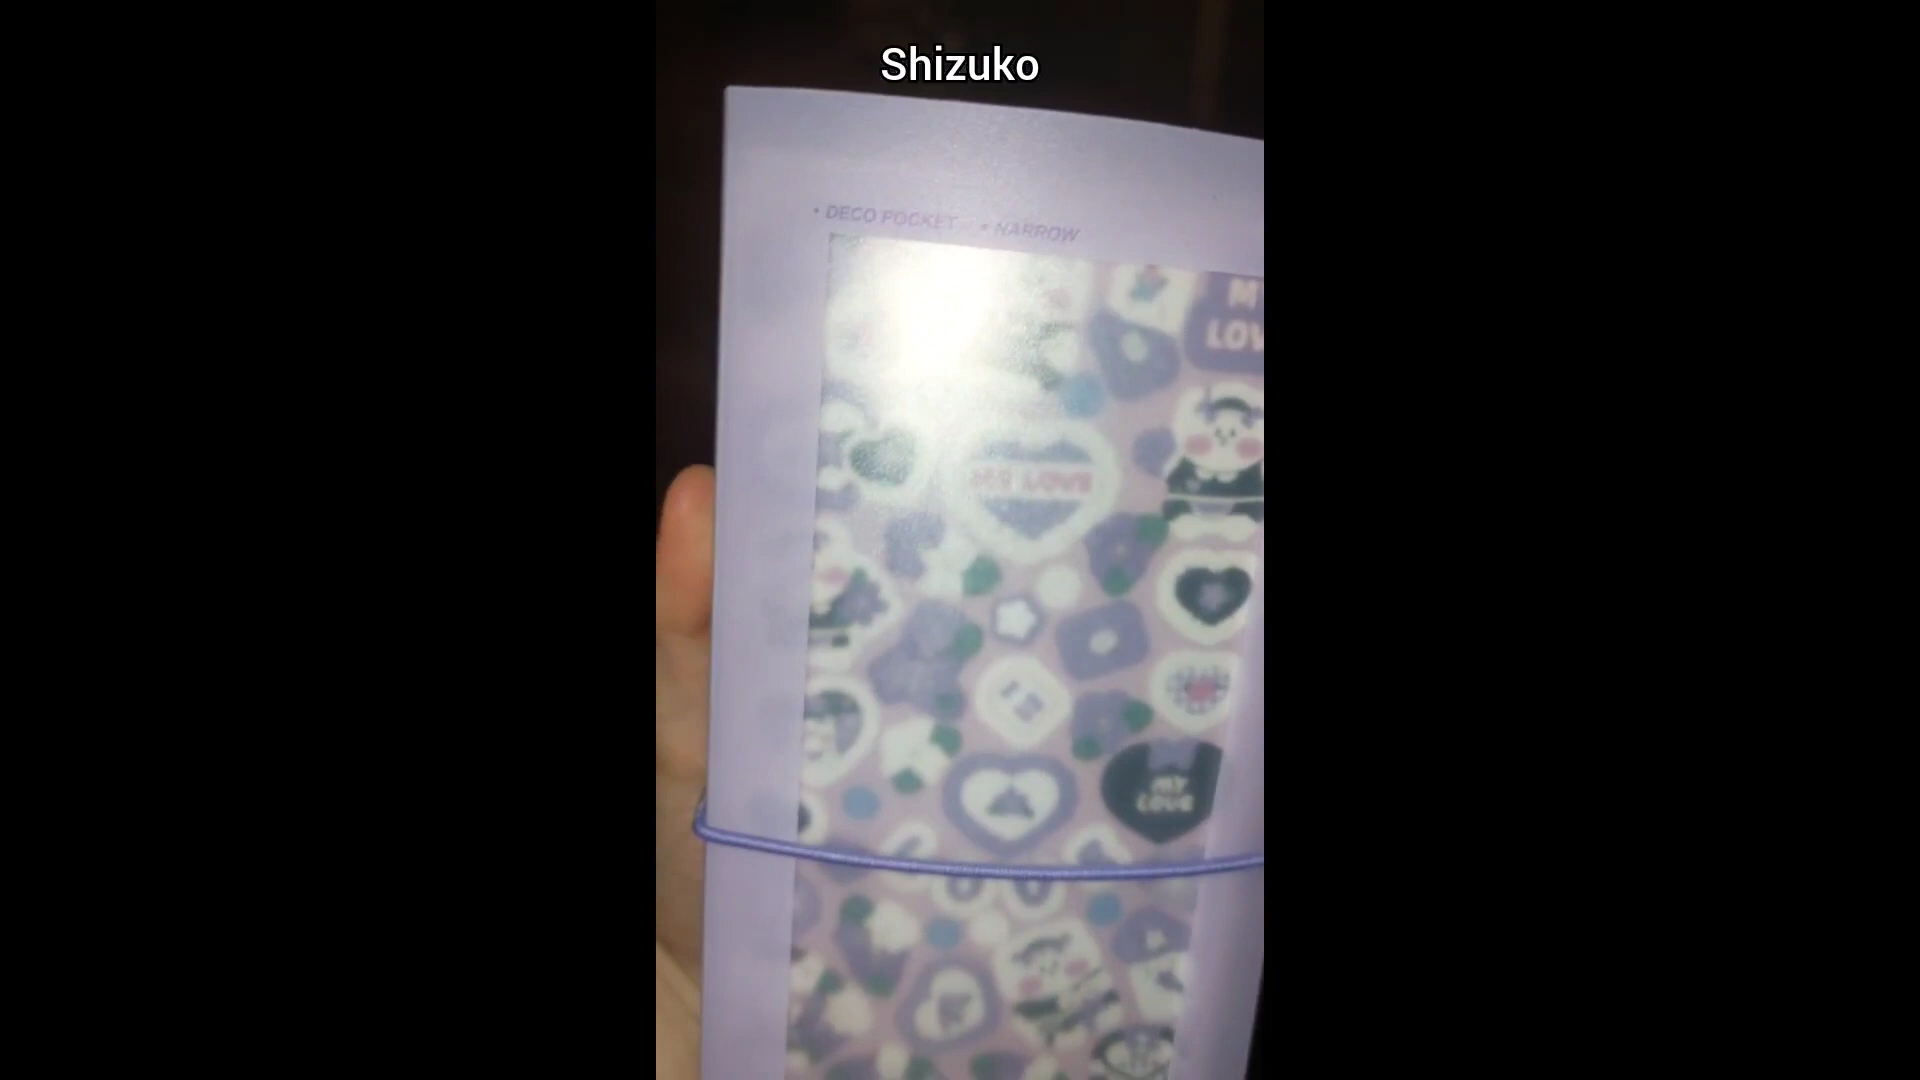 Shizuko
• DECO POCKET • NARROW
MY LOVE
MY
LOVE